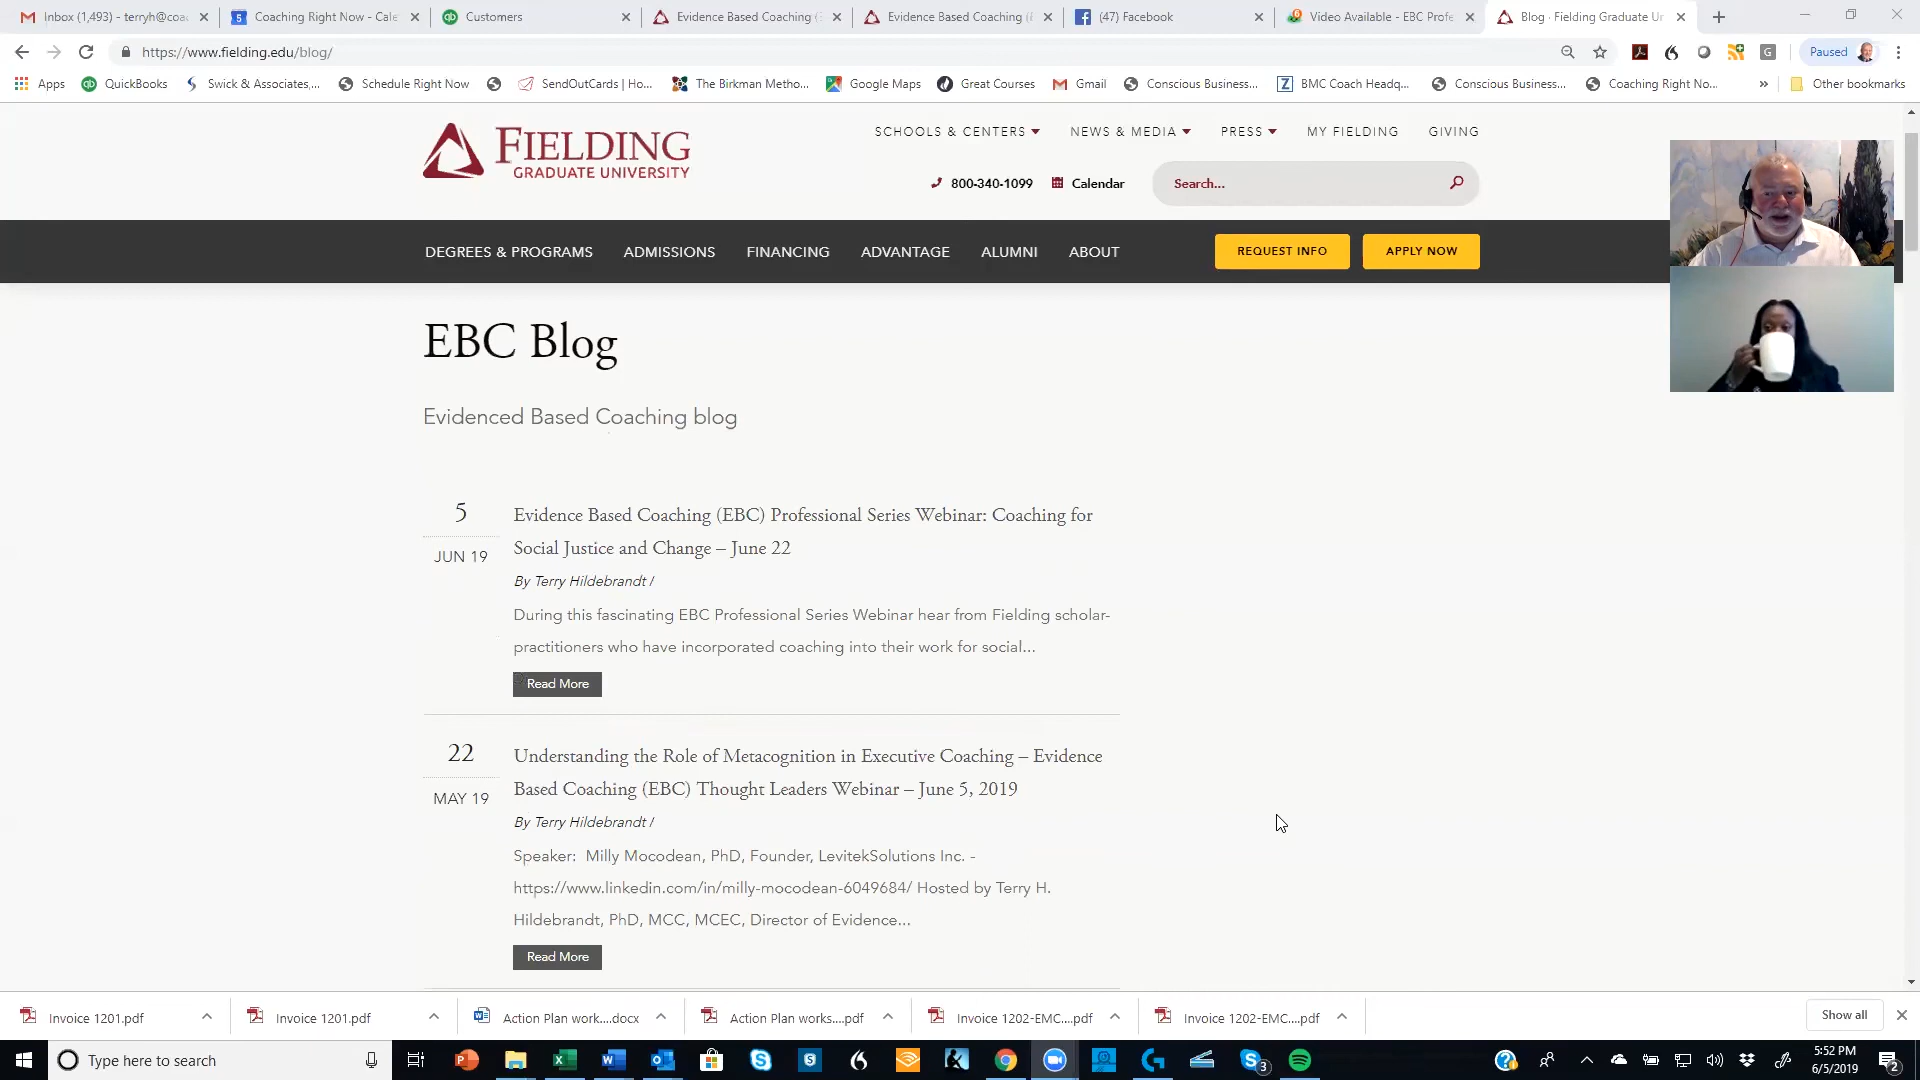 Inbox (1,493) - terryh@coac
Coaching Right Now - Cale
Customers
Evidence Based Coaching (
Evidence Based Coaching (
(47) Facebook
Video Available - EBC Profe
Blog · Fielding Graduate Un
https://www.fielding.edu/blog/
Paused
Apps
QuickBooks
Swick & Associates,...
Schedule Right Now
SendOutCards | Ho...
The Birkman Metho...
Google Maps
Great Courses
Gmail
Conscious Business...
BMC Coach Headq...
Conscious Business...
Coaching Right No...
»
Other bookmarks
FIELDING
GRADUATE UNIVERSITY
SCHOOLS & CENTERS
NEWS & MEDIA
PRESS
MY FIELDING
GIVING
800-340-1099
Calendar
Search...
DEGREES & PROGRAMS
ADMISSIONS
FINANCING
ADVANTAGE
ALUMNI
ABOUT
REQUEST INFO
APPLY NOW
EBC Blog
Evidenced Based Coaching blog
5
JUN 19
Evidence Based Coaching (EBC) Professional Series Webinar: Coaching for
Social Justice and Change – June 22
By Terry Hildebrandt /
During this fascinating EBC Professional Series Webinar hear from Fielding scholar-
practitioners who have incorporated coaching into their work for social...
Read More
22
MAY 19
Understanding the Role of Metacognition in Executive Coaching – Evidence
Based Coaching (EBC) Thought Leaders Webinar – June 5, 2019
By Terry Hildebrandt /
Speaker: Milly Mocodean, PhD, Founder, LevitekSolutions Inc. -
https://www.linkedin.com/in/milly-mocodean-6049684/ Hosted by Terry H.
Hildebrandt, PhD, MCC, MCEC, Director of Evidence...
Read More
Invoice 1201.pdf
Invoice 1201.pdf
Action Plan work....docx
Action Plan works....pdf
Invoice 1202-EMC....pdf
Invoice 1202-EMC....pdf
Show all
Type here to search
3
5:52 PM
6/5/2019
2